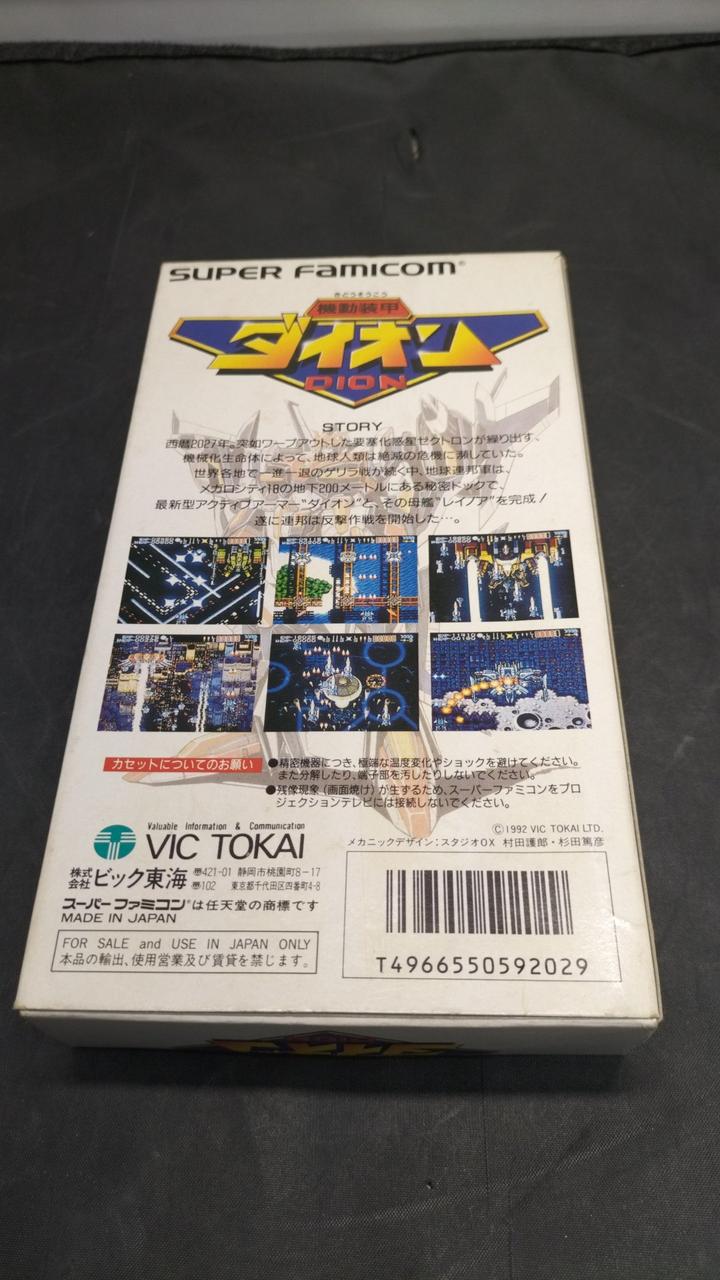 SUPER FAMICOM®
きどうそうこう
機動装甲
ダイオン
DION
STORY
西暦2027年。突如ワープアウトした要塞化惑星ゼクトロンが繰り出す、
機械化生命体によって、地球人類は絶滅の危機に瀕していた。
世界各地で一進一退のゲリラ戦が続く中、地球連邦軍は、
メガロシティ18の地下200メートルにある秘密ドックで、
最新型アクティブアーマー“ダイオン”と、その母艦“レイノア”を完成!
遂に連邦は反撃作戦を開始した…。
カセットについてのお願い
●精密機器につき、極端な温度変化やショックを避けてください。
また分解したり、端子部を汚したりしないでください。
●残像現象(画面焼け)が生ずるため、スーパーファミコンをプロ
ジェクションテレビには接続しないでください。
Valuable Information & Communication
VIC TOKAI
株式会社ビック東海
〒421-01 静岡市桃園町8-17
〒102 東京都千代田区四番町4-8
スーパーファミコンは任天堂の商標です
MADE IN JAPAN
FOR SALE and USE IN JAPAN ONLY
本品の輸出、使用営業及び賃貸を禁じます。
©1992 VIC TOKAI LTD.
メカニックデザイン:スタジオOX 村田護郎・杉田篤彦
T4966550592029